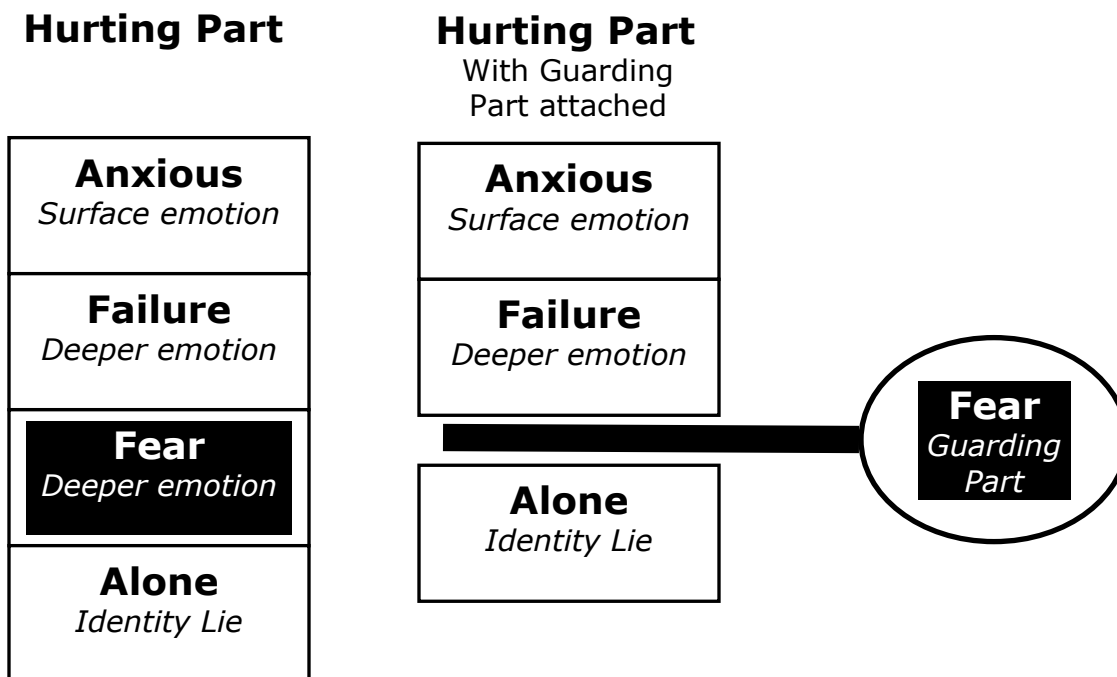 Hurting Part
Anxious
Surface emotion
Failure
Deeper emotion
Fear
Deeper emotion
Alone
Identity Lie
Hurting Part
With Guarding
Part attached
Anxious
Surface emotion
Failure
Deeper emotion
Alone
Identity Lie
Fear
Guarding
Part